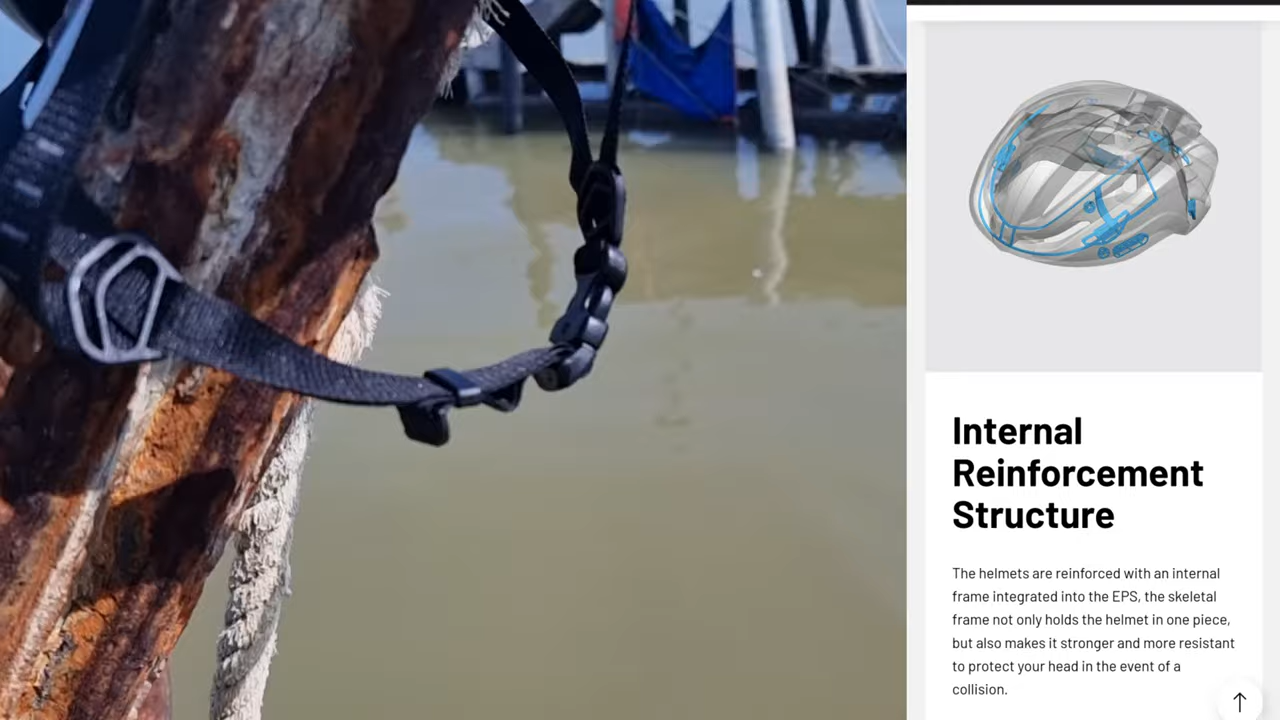 Internal
Reinforcement
Structure
The helmets are reinforced with an internal
frame integrated into the EPS, the skeletal
frame not only holds the helmet in one piece,
but also makes it stronger and more resistant
to protect your head in the event of a
collision.